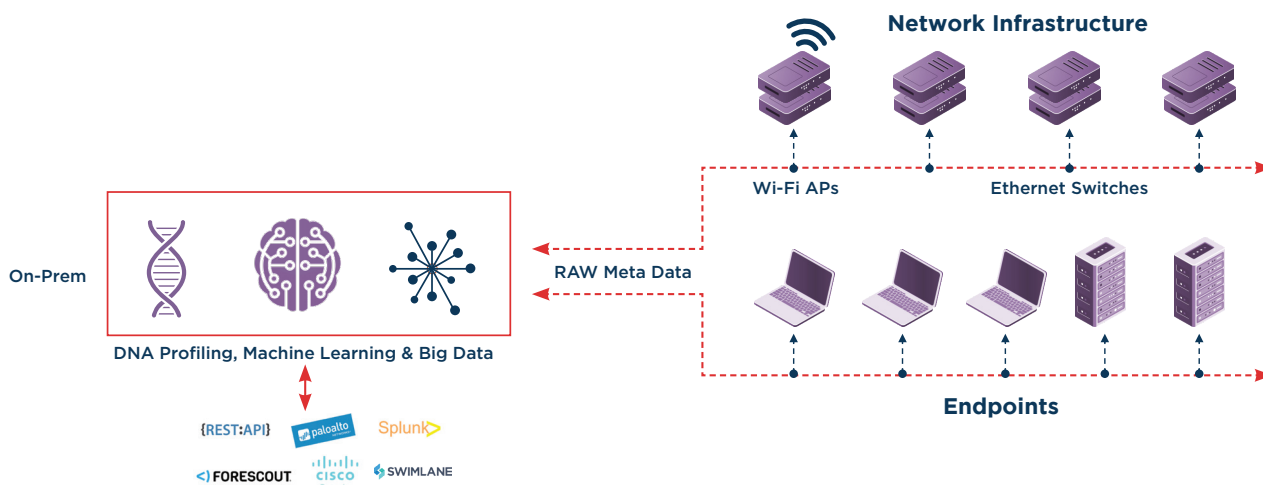 Network Infrastructure
Wi-Fi APs
Ethernet Switches
On-Prem
RAW Meta Data
DNA Profiling, Machine Learning & Big Data
Endpoints
{REST:API}
paloalto
Splunk>
<) FORESCOUT
CISCO
SWIMLANE